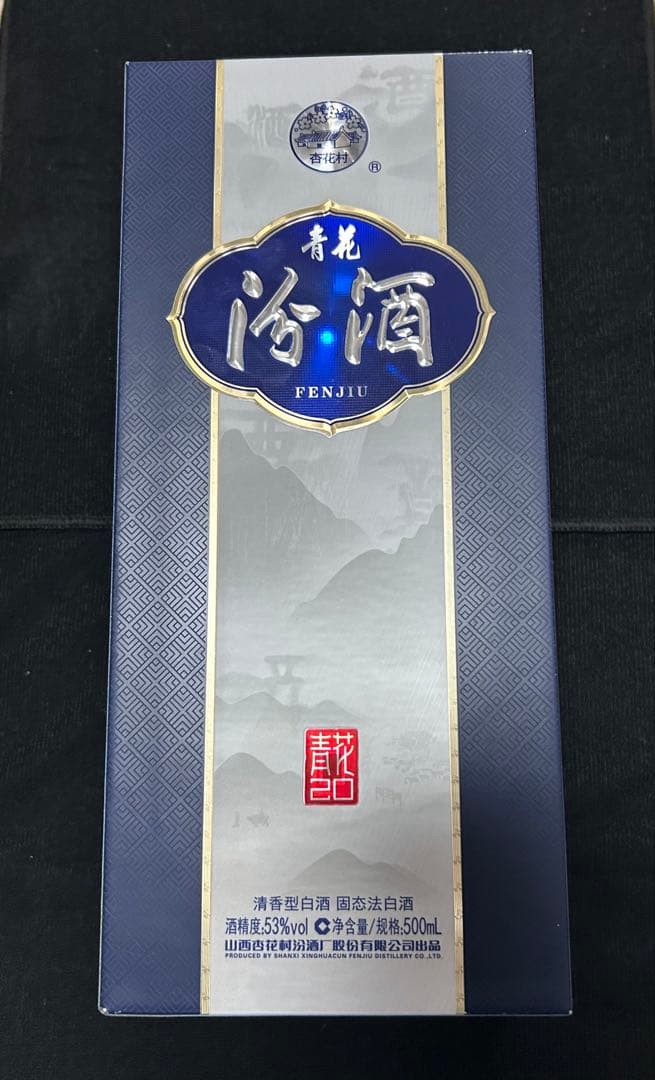 杏花村
®
青花
汾酒
FENJIU
青花
20
清香型白酒 固态法白酒
酒精度:53%vol 净含量/规格:500mL
山西杏花村汾酒厂股份有限公司出品
PRODUCED BY SHANXI XINGHUACUN FENJIU DISTILLERY CO.,LTD.